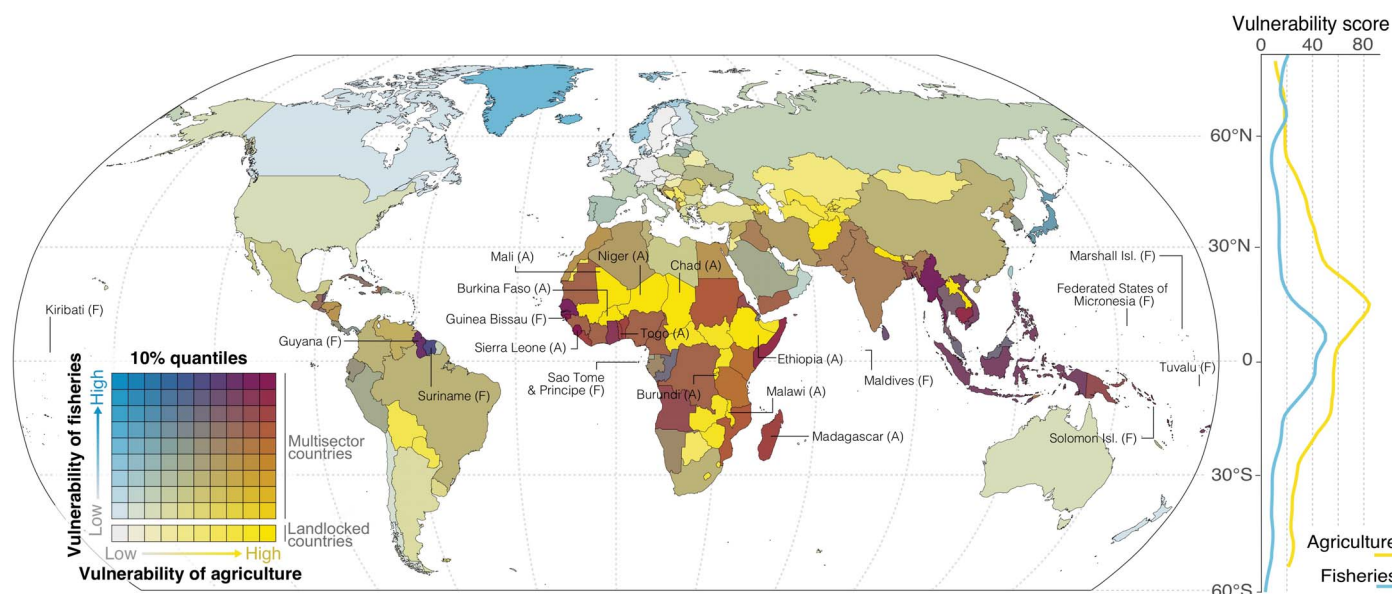 Vulnerability score
0 40 80
60°N
30°N
0
30°S
60°S
Agriculture
Fisheries
Mali (A)
Niger (A)
Chad (A)
Burkina Faso (A)
Guinea Bissau (F)
Togo (A)
Sierra Leone (A)
Ethiopia (A)
Sao Tome
& Principe (F)
Burundi (A)
Malawi (A)
Madagascar (A)
Maldives (F)
Marshall Isl. (F)
Federated States of
Micronesia (F)
Tuvalu (F)
Solomon Isl. (F)
Kiribati (F)
Guyana (F)
Suriname (F)
10% quantiles
Vulnerability of fisheries
Low
High
Multisector
countries
Landlocked
countries
Low
High
Vulnerability of agriculture